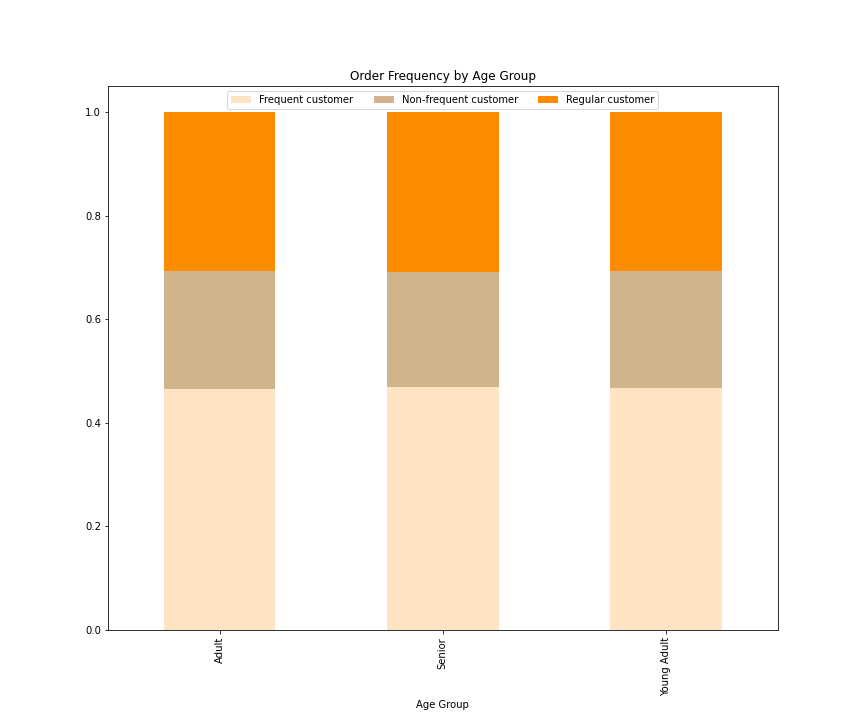 Order Frequency by Age Group
Frequent customer Non-frequent customer Regular customer
1.0
0.8
0.6
0.4
0.2
0.0
Adult Senior Young Adult
Age Group